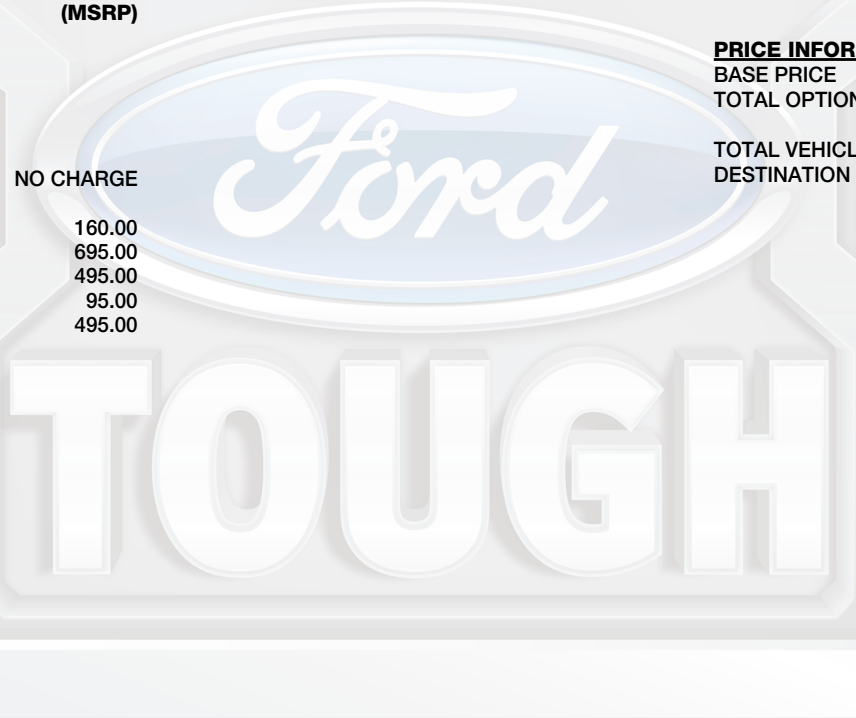 (MSRP)
NO CHARGE
160.00
695.00
495.00
95.00
495.00
PRICE INFOR
BASE PRICE
TOTAL OPTION
TOTAL VEHICL
DESTINATION
Ford
TOUGH